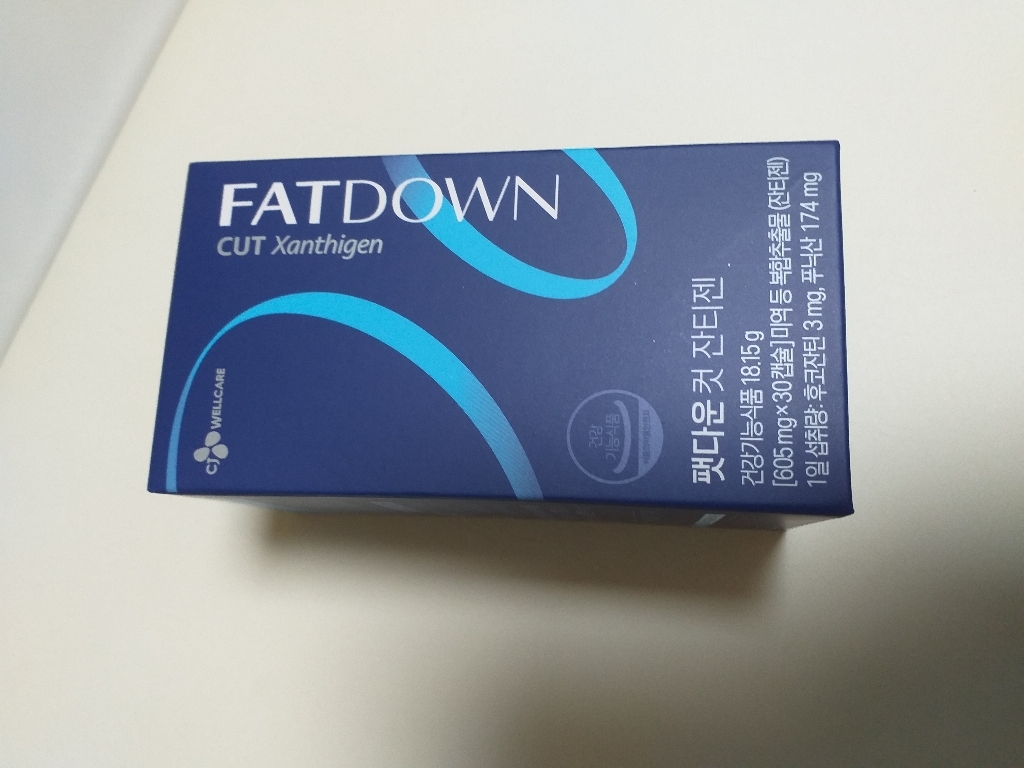 FATDOWN
CUT Xanthigen
CJ WELLCARE
건강
기능식품
팻다운 컷 잔티젠
건강기능식품 18.15 g
[605 mg×30캡슐] 미역 등 복합추출물 (잔티젠)
1일 섭취량: 후코잔틴 3 mg, 푸닉산 174 mg